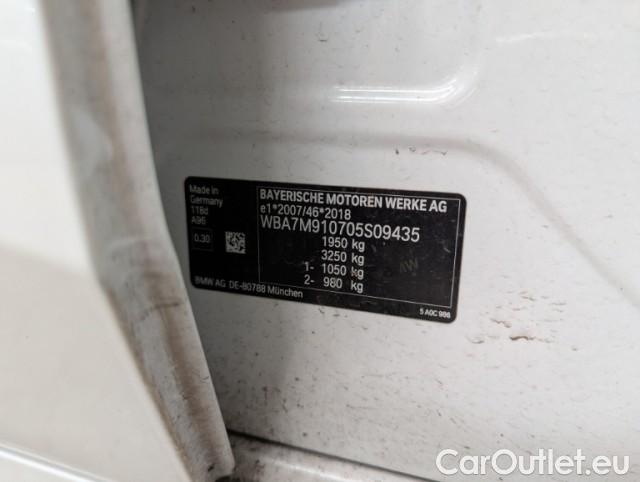 Made in
Germany
118d
A96
0.30
BAYERISCHE MOTOREN WERKE AG
e1*2007/46*2018
WBA7M910705S09435
1950 kg
3250 kg
1- 1050 kg
2- 980 kg
BMW AG DE-80788 München
5 A0C 986
CarOutlet.eu